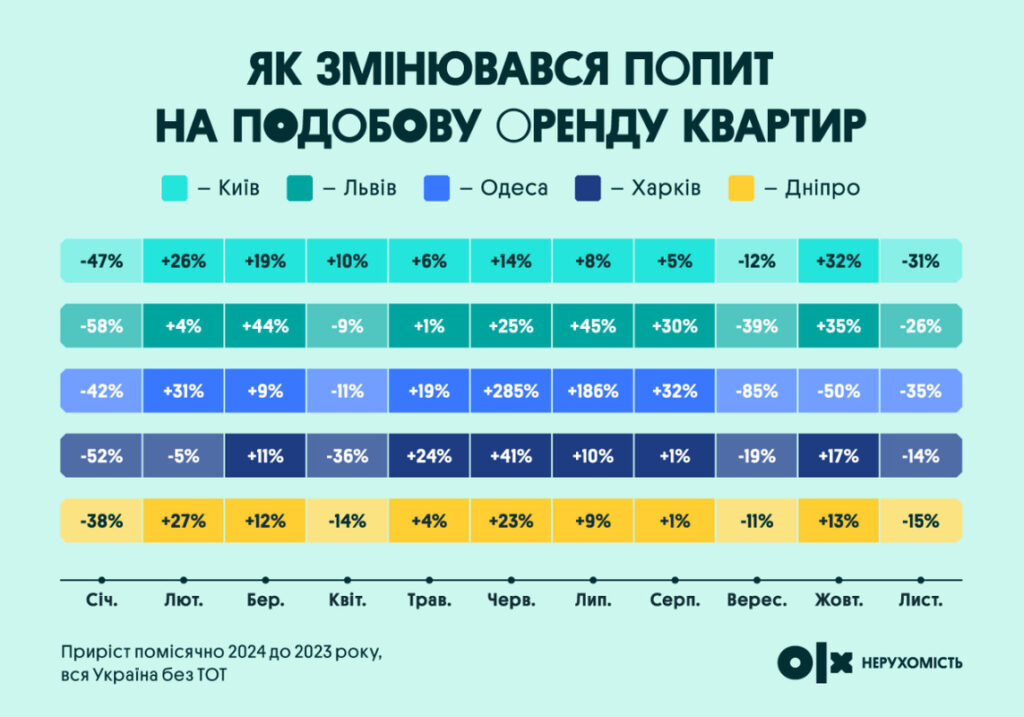 ЯК ЗМІНЮВАВСЯ ПОПИТ
НА ПОДОБОВУ ОРЕНДУ КВАРТИР
– Київ – Львів – Одеса – Харків – Дніпро
-47% +26% +19% +10% +6% +14% +8% +5% -12% +32% -31%
-58% +4% +44% -9% +1% +25% +45% +30% -39% +35% -26%
-42% +31% +9% -11% +19% +285% +186% +32% -85% -50% -35%
-52% -5% +11% -36% +24% +41% +10% +1% -19% +17% -14%
-38% +27% +12% -14% +4% +23% +9% +1% -11% +13% -15%
Січ. Лют. Бер. Квіт. Трав. Черв. Лип. Серп. Верес. Жовт. Лист.
Приріст помісячно 2024 до 2023 року,
вся Україна без ТОТ
olx НЕРУХОМІСТЬ